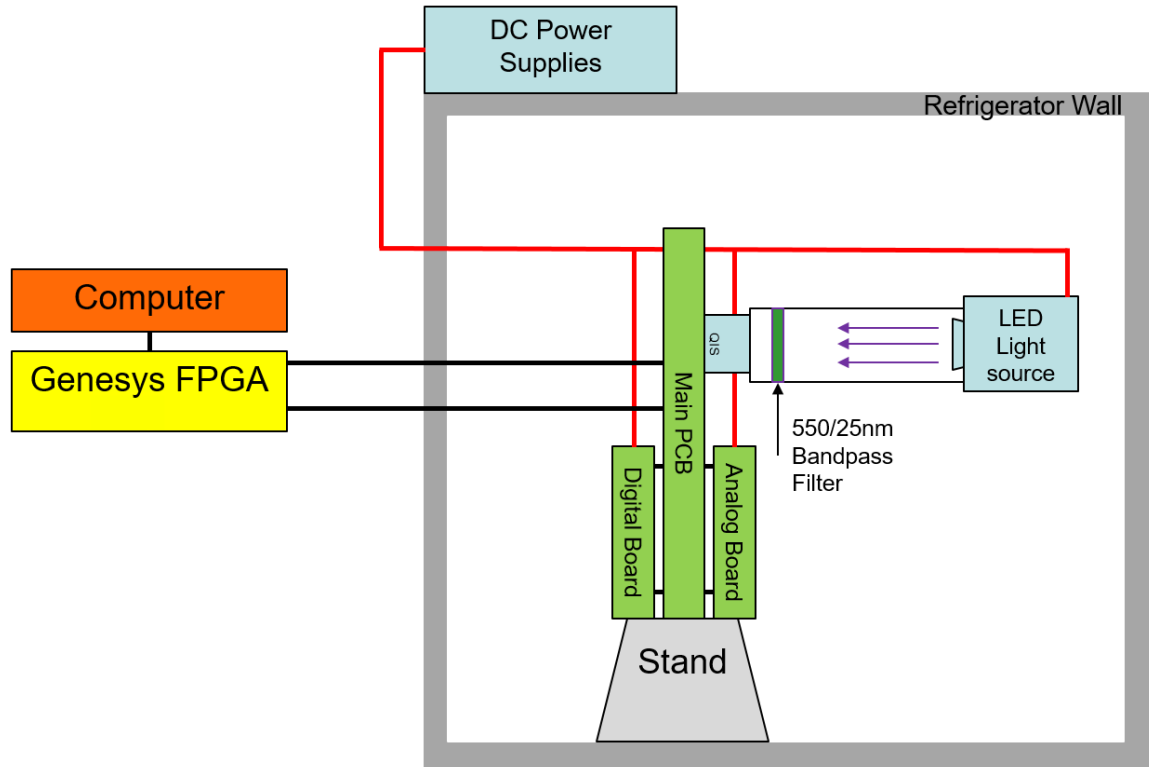 DC Power
Supplies
Refrigerator Wall
Computer
Genesys FPGA
QIS
LED
Light
source
Main PCB
550/25nm
Bandpass
Filter
Digital Board
Analog Board
Stand